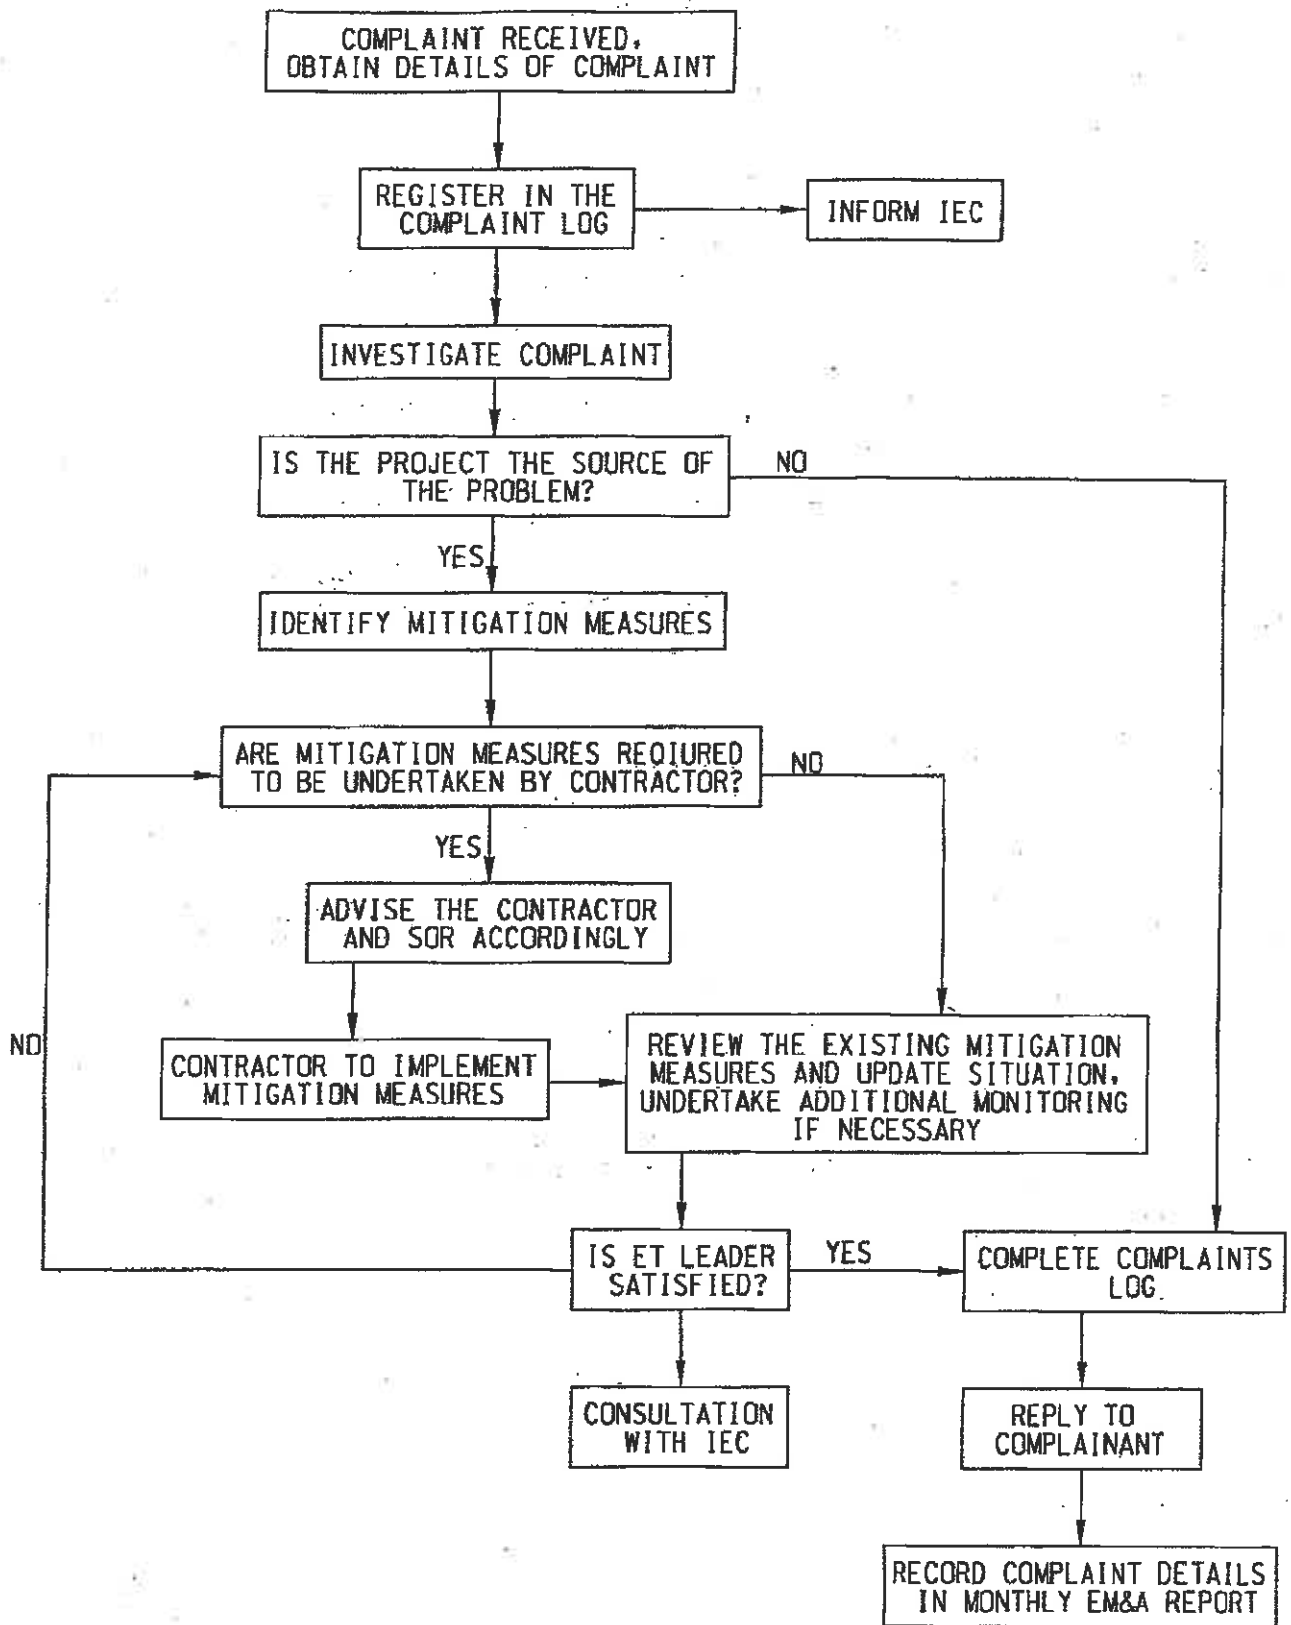 COMPLAINT RECEIVED,
OBTAIN DETAILS OF COMPLAINT
REGISTER IN THE
COMPLAINT LOG
INFORM IEC
INVESTIGATE COMPLAINT
IS THE PROJECT THE SOURCE OF
THE PROBLEM?
NO
YES
IDENTIFY MITIGATION MEASURES
ARE MITIGATION MEASURES REQIURED
TO BE UNDERTAKEN BY CONTRACTOR?
NO
YES
ADVISE THE CONTRACTOR
AND SOR ACCORDINGLY
NO
CONTRACTOR TO IMPLEMENT
MITIGATION MEASURES
REVIEW THE EXISTING MITIGATION
MEASURES AND UPDATE SITUATION,
UNDERTAKE ADDITIONAL MONITORING
IF NECESSARY
IS ET LEADER
SATISFIED?
YES
COMPLETE COMPLAINTS
LOG
CONSULTATION
WITH IEC
REPLY TO
COMPLAINANT
RECORD COMPLAINT DETAILS
IN MONTHLY EM&A REPORT